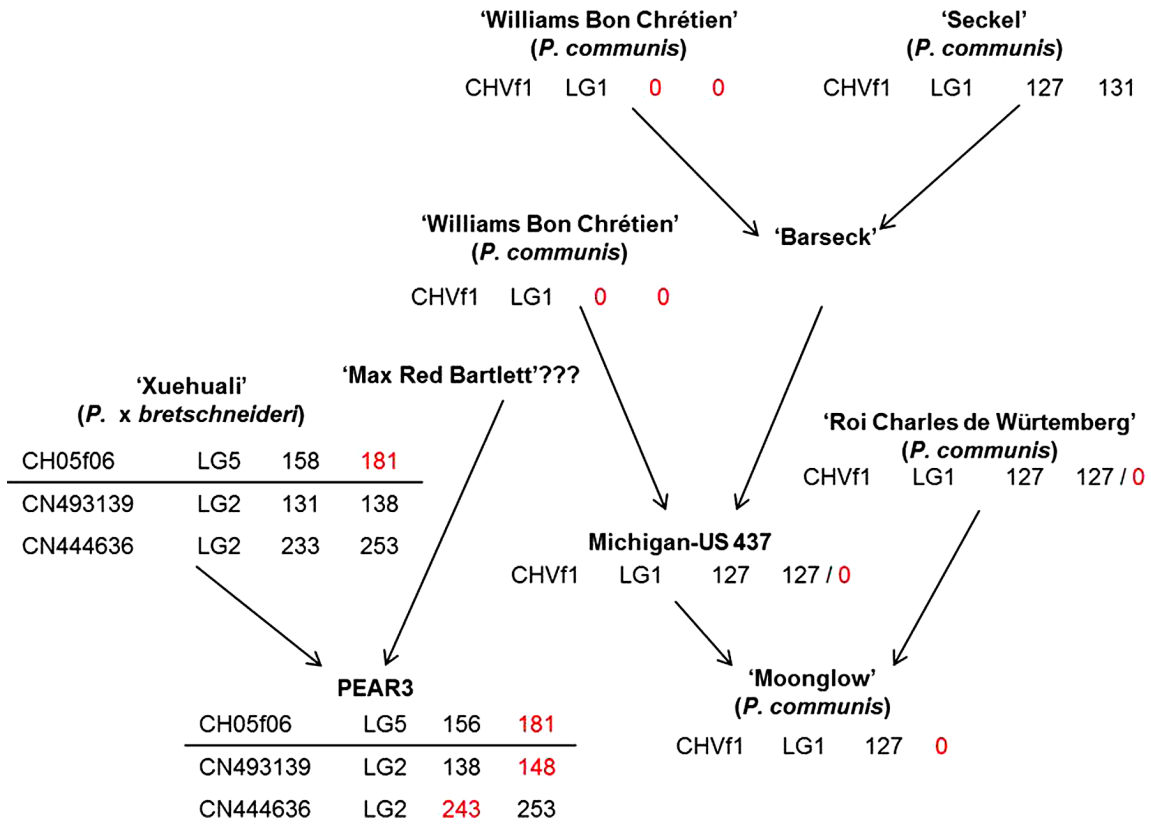 ‘Williams Bon Chrétien’
(P. communis)
CHVf1 LG1 0 0
‘Seckel’
(P. communis)
CHVf1 LG1 127 131
‘Williams Bon Chrétien’
(P. communis)
CHVf1 LG1 0 0
‘Barseck’
‘Max Red Bartlett’???
‘Xuehuali’
(P. x bretschneideri)
CH05f06 LG5 158 181
CN493139 LG2 131 138
CN444636 LG2 233 253
‘Roi Charles de Würtemberg’
(P. communis)
CHVf1 LG1 127 127 / 0
Michigan-US 437
CHVf1 LG1 127 127 / 0
PEAR3
CH05f06 LG5 156 181
CN493139 LG2 138 148
CN444636 LG2 243 253
‘Moonglow’
(P. communis)
CHVf1 LG1 127 0